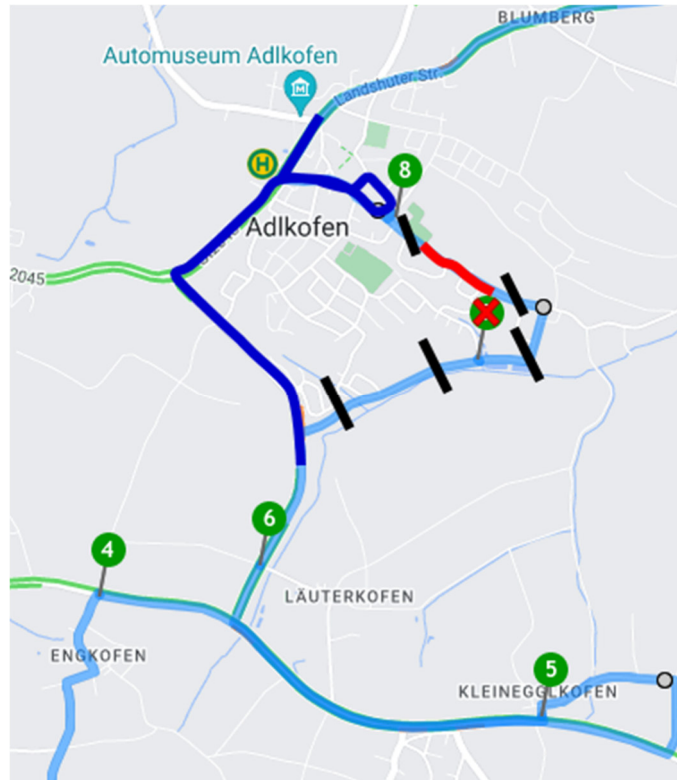 BLUMBERG
Automuseum Adlkofen
M
Landshuter Str.
H
8
Adlkofen
2045
6
4
LÄUTERKOFEN
ENGKOFEN
5
KLEINEGGLKOFEN